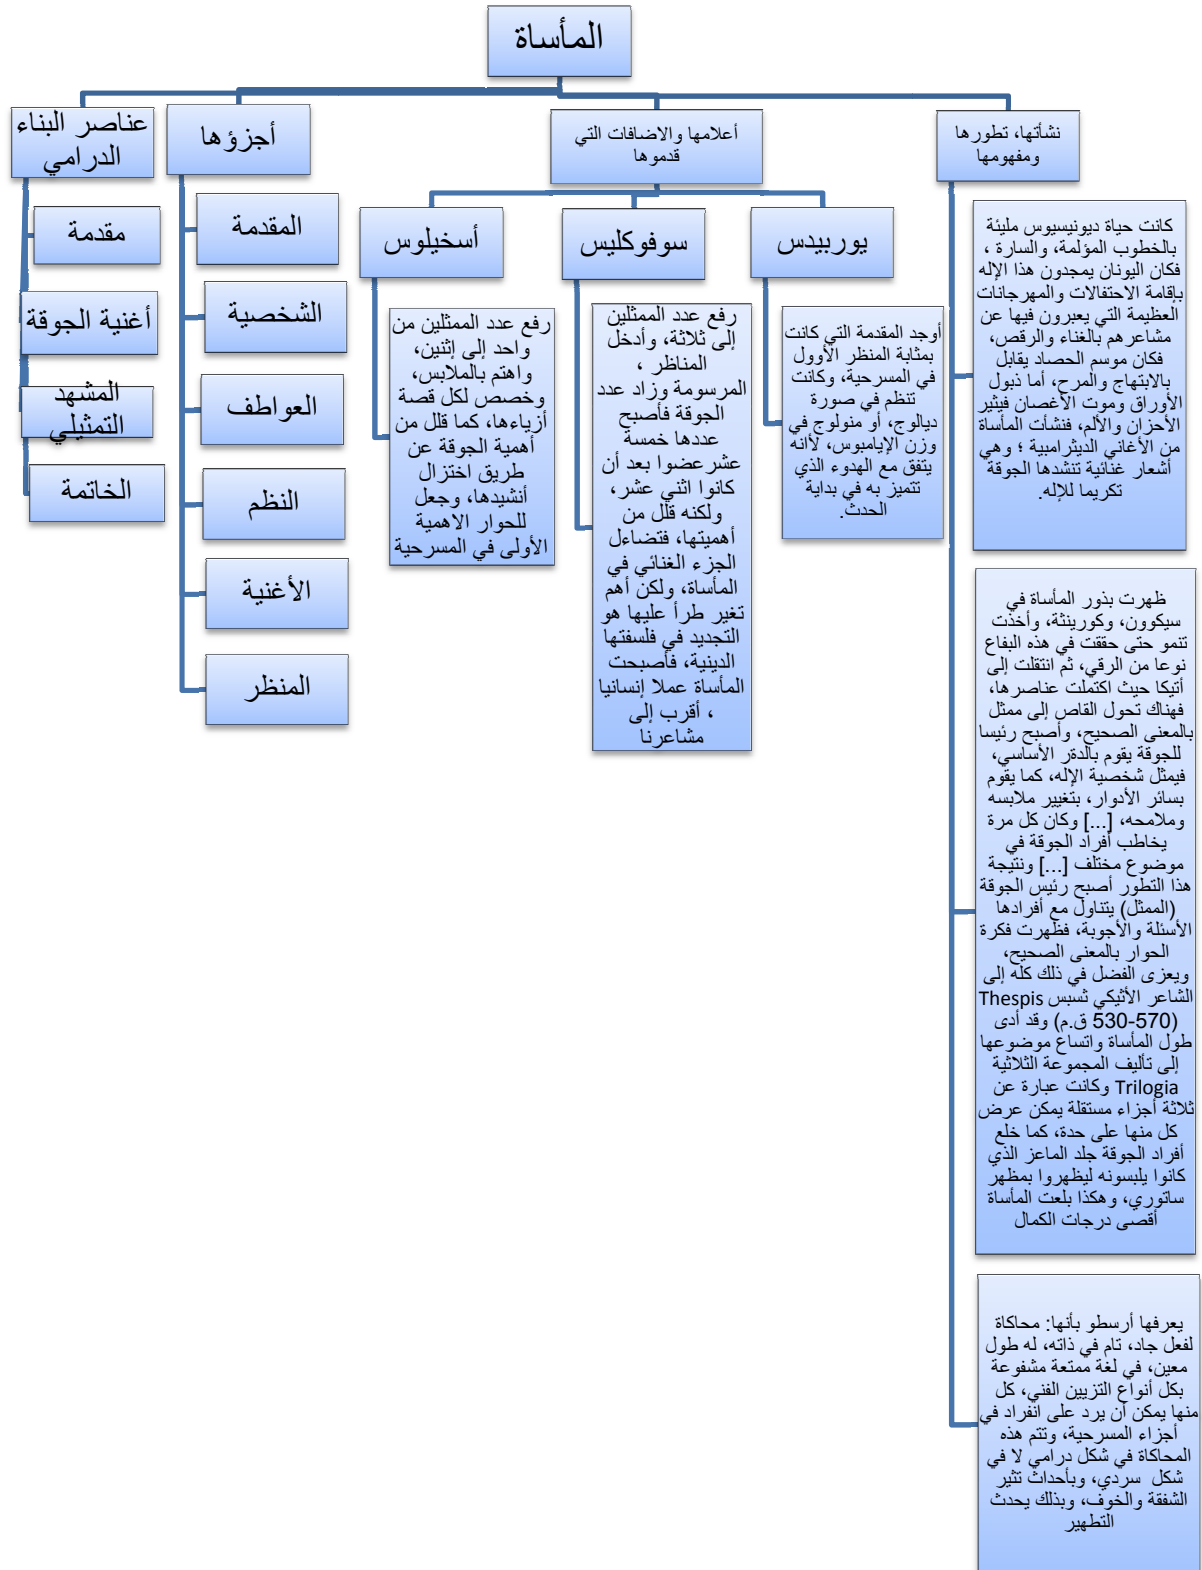 المأساة
نشأتها، تطورها
ومفهومها
كانت حياة ديونيسيوس مليئة
بالخطوب المؤلمة، والسارة ،
فكان اليونان يمجدون هذا الإله
بإقامة الاحتفالات والمهرجانات
العظيمة التي يعبرون فيها عن
مشاعرهم بالغناء والرقص،
فكان موسم الحصاد يقابل
بالابتهاج والمرح، أما ذبول
الأوراق وموت الأغصان فيثير
الأحزان والألم، فنشأت المأساة
من الأغاني الديثرامبية ؛ وهي
أشعار غنائية تنشدها الجوقة
تكريما للإله.
ظهرت بذور المأساة في
سيكوون، وكورينثة، وأخذت
تنمو حتى حققت في هذه البفاع
نوعا من الرقي، ثم انتقلت إلى
أتيكا حيث اكتملت عناصرها،
فهناك تحول القاص إلى ممثل
بالمعنى الصحيح، وأصبح رئيسا
للجوقة يقوم بالدثر الأساسي،
فيمثل شخصية الإله، كما يقوم
بسائر الأدوار، بتغيير ملابسه
وملامحه، [...] وكان كل مرة
يخاطب أفراد الجوقة في
موضوع مختلف [...] ونتيجة
هذا التطور أصبح رئيس الجوقة
(الممثل) يتناول مع أفرادها
الأسئلة والأجوبة، فظهرت فكرة
الحوار بالمعنى الصحيح،
ويعزى الفضل في ذلك كله إلى
الشاعر الأثيكي ثسبس Thespis
(570-530 ق.م) وقد أدى
طول المأساة واتساع موضوعها
إلى تأليف المجموعة الثلاثية
Trilogia وكانت عبارة عن
ثلاثة أجزاء مستقلة يمكن عرض
كل منها على حدة، كما خلع
أفراد الجوقة جلد الماعز الذي
كانوا يلبسونه ليظهروا بمظهر
ساتوري، وهكذا بلعت المأساة
أقصى درجات الكمال
يعرفها أرسطو بأنها: محاكاة
لفعل جاد، تام في ذاته، له طول
معين، في لغة ممتعة مشفوعة
بكل أنواع التزيين الفني، كل
منها يمكن أن يرد على انفراد في
أجزاء المسرحية، وتتم هذه
المحاكاة في شكل درامي لا في
شكل سردي، وبأحداث تثير
الشفقة والخوف، وبذلك يحدث
التطهير
أعلامها والاضافات التي
قدموها
يوربيدس
أوجد المقدمة التي كانت
بمثابة المنظر الأوول
في المسرحية، وكانت
تنظم في صورة
ديالوج، أو منولوج في
وزن الإيامبوس، لأانه
يتفق مع الهدوء الذي
تتميز به في بداية
الحدث.
سوفوكليس
رفع عدد الممثلين
إلى ثلاثة، وأدخل
المناظر ،
المرسومة وزاد عدد
الجوقة فأصبح
عددها خمسة
عشرعضوا بعد أن
كانوا اثني عشر،
ولكنه قلل من
أهميتها، فتضاءل
الجزء الغنائي في
المأساة، ولكن أهم
تغير طرأ عليها هو
التجديد في فلسفتها
الدينية، فأصبحت
المأساة عملا إنسانيا
، أقرب إلى
مشاعرنا
أسخيلوس
رفع عدد الممثلين من
واحد إلى إثنين،
واهتم بالملابس،
وخصص لكل قصة
أزياءها، كما قلل من
أهمية الجوقة عن
طريق اختزال
أنشيدها، وجعل
للحوار الاهمية
الأولى في المسرحية
أجزؤها
المقدمة
الشخصية
العواطف
النظم
الأغنية
المنظر
عناصر البناء
الدرامي
مقدمة
أغنية الجوقة
المشهد
التمثيلي
الخاتمة